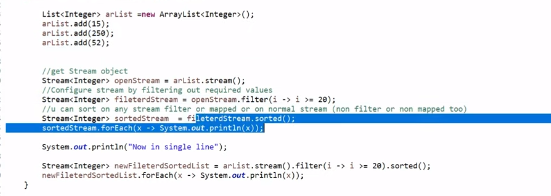 List<Integer> arList =new ArrayList<Integer>();
arList.add(15);
arList.add(250);
arList.add(52);
//get Stream object
Stream<Integer> openStream = arList.stream();
//Configure stream by filtering out required values
Stream<Integer> fileterdStream = openStream.filter(i -> i >= 20);
//u can sort on any stream filter or mapped or on normal stream (non filter or non mapped too)
Stream<Integer> sortedStream  = fileterdStream.sorted();
sortedStream.forEach(x -> System.out.println(x));
System.out.println("Now in single line");
Stream<Integer> newFileterdSortedList = arList.stream().filter(i -> i >= 20).sorted();
newFileterdSortedList.forEach(x -> System.out.println(x));
}